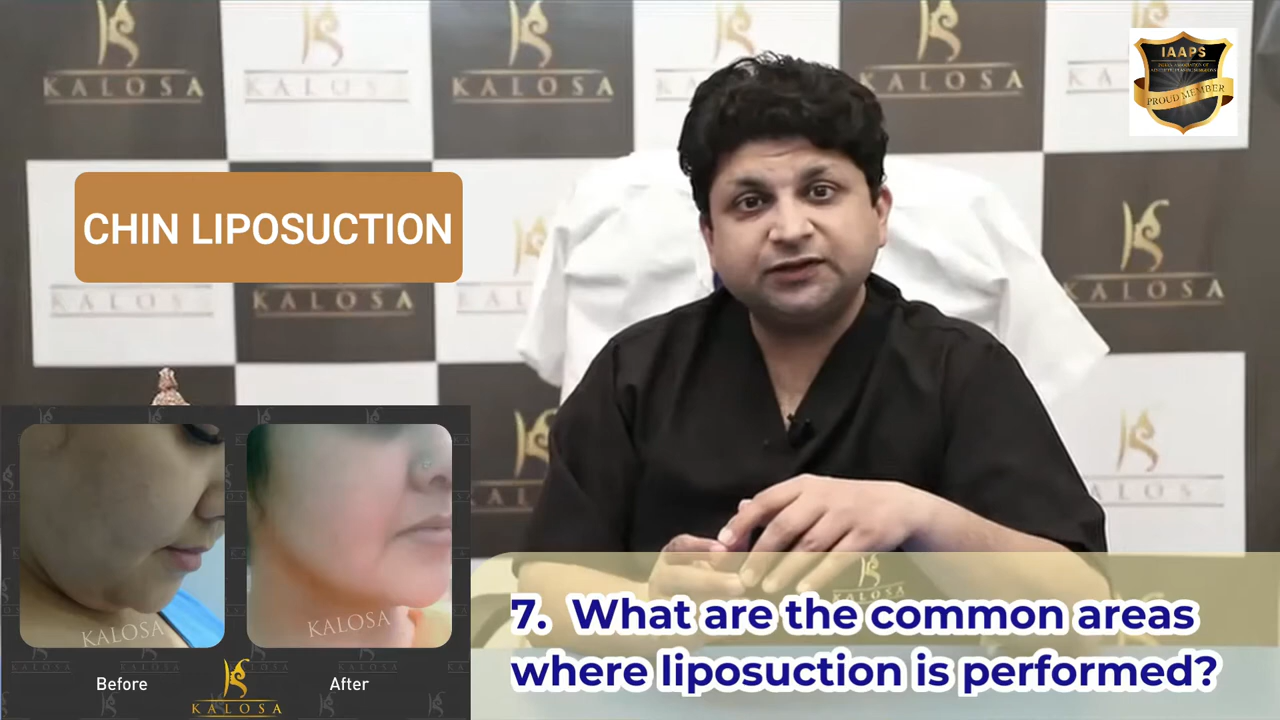 KALOSA
KALOSA
KALOSA
KALOSA
KALOSA
IAAPS
PROUD MEMBER
CHIN LIPOSUCTION
KALOSA
KALOSA
KALOSA
KALOSA
KALOSA
Before
After
KALOSA
7. What are the common areas
where liposuction is performed?